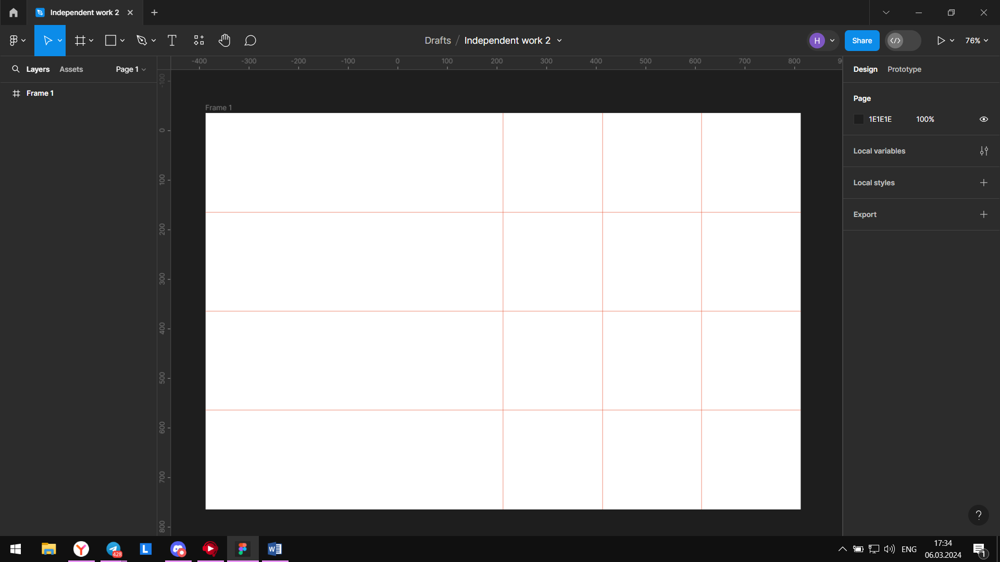 Independent work 2
Drafts / Independent work 2
H
Share
76%
Layers
Assets
Page 1
Frame 1
-400 -300 -200 -100 0 100 200 300 400 500 600 700 800 9
-100
0
100
200
300
400
500
600
700
800
Frame 1
Design
Prototype
Page
1E1E1E
100%
Local variables
Local styles
Export
?
428
L
W
ENG
17:34
06.03.2024
1